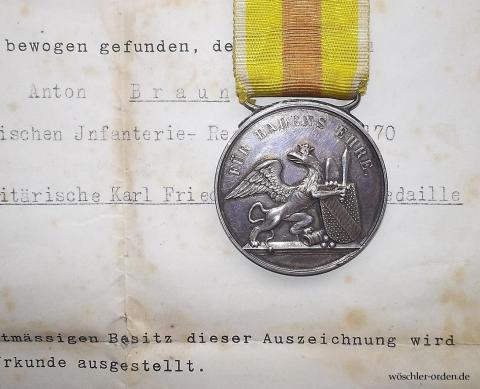 bewogen gefunden, de
Anton Braun
ischen Jnfanterie- Re 170
itärische Karl Fried edaille
FÜR BADENS EHRE.
tmässigen Besitz dieser Auszeichnung wird
rkunde ausgestellt.
wöschler-orden.de